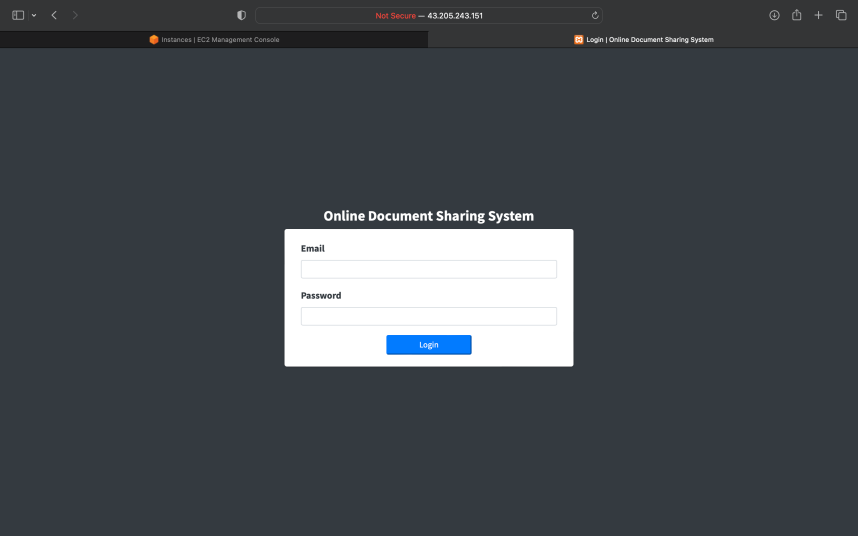 Not Secure — 43.205.243.151
Instances | EC2 Management Console
Login | Online Document Sharing System
Online Document Sharing System
Email
Password
Login